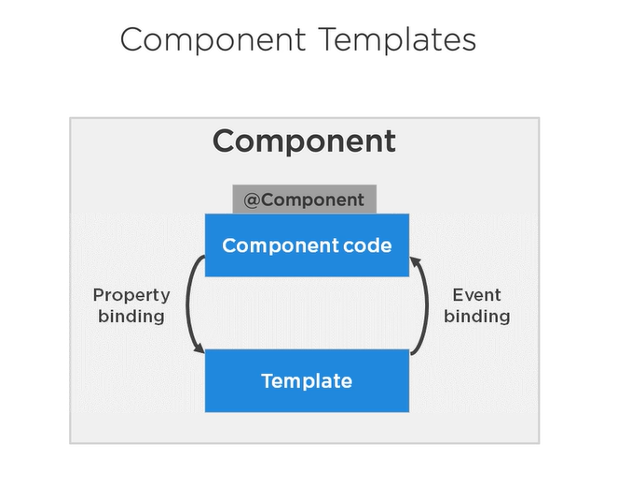 Component Templates
Component
@Component
Component code
Property
binding
Event
binding
Template